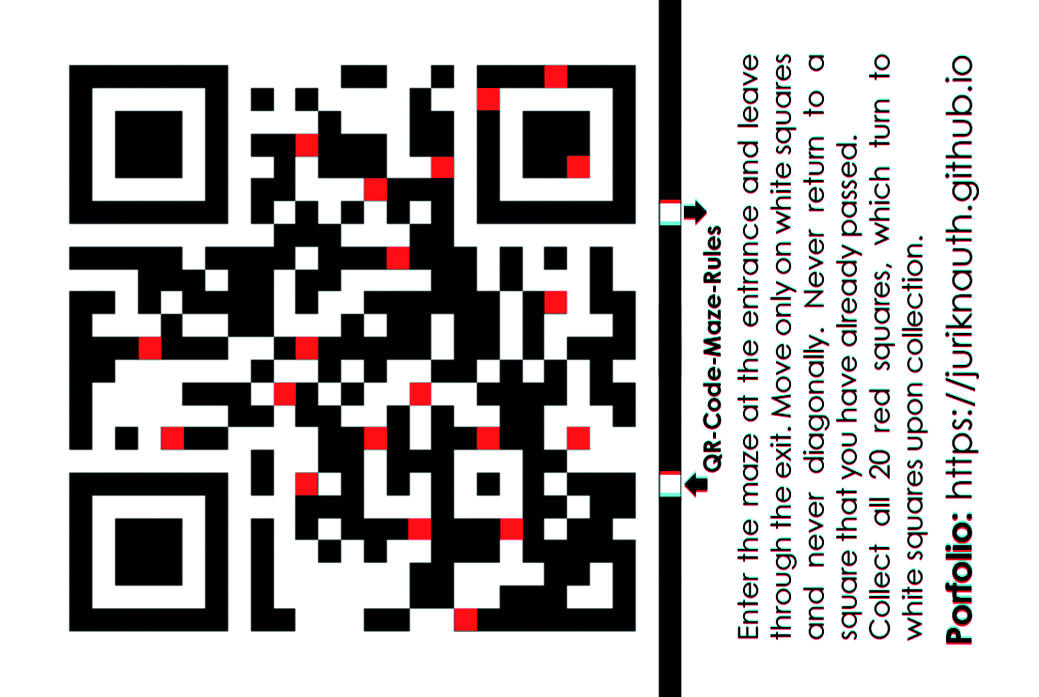 QR-Code-Maze-Rules
Enter the maze at the entrance and leave
through the exit. Move only on white squares
and never diagonally. Never return to a
square that you have already passed.
Collect all 20 red squares, which turn to
white squares upon collection.
Porfolio: https://juriknauth.github.io